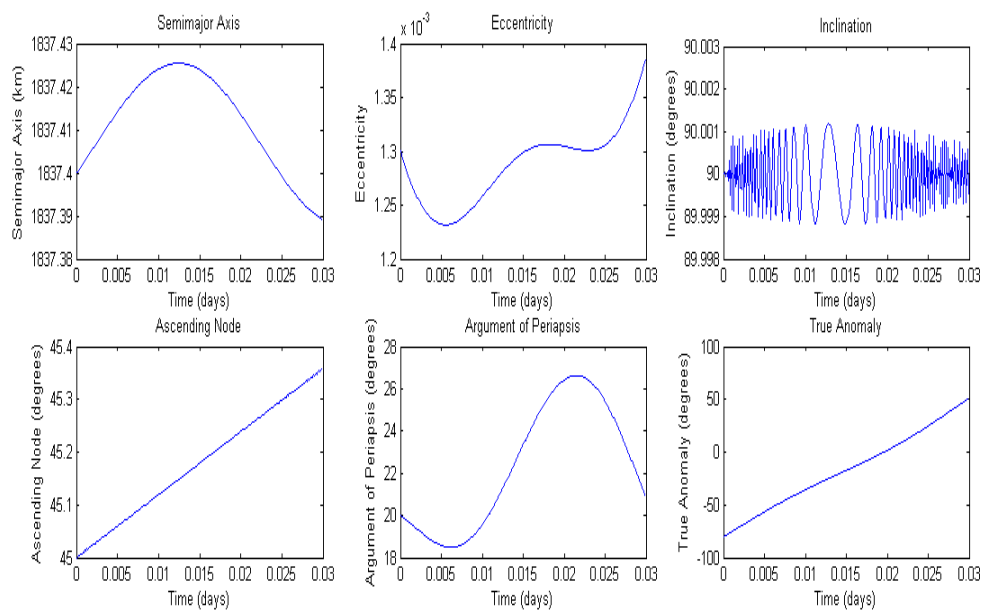 Semimajor Axis
1837.43
1837.42
1837.41
1837.4
1837.39
1837.38
Semimajor Axis (km)
0 0.005 0.01 0.015 0.02 0.025 0.03
Time (days)
Eccentricity
x 10^-3
1.4
1.35
1.3
1.25
1.2
Eccentricity
0 0.005 0.01 0.015 0.02 0.025 0.03
Time (days)
Inclination
90.003
90.002
90.001
90
89.999
89.998
Inclination (degrees)
0 0.005 0.01 0.015 0.02 0.025 0.03
Time (days)
Ascending Node
45.4
45.3
45.2
45.1
45
Ascending Node (degrees)
0 0.005 0.01 0.015 0.02 0.025 0.03
Time (days)
Argument of Periapsis
28
26
24
22
20
18
Argument of Periapsis (degrees)
0 0.005 0.01 0.015 0.02 0.025 0.03
Time (days)
True Anomaly
100
50
0
-50
-100
True Anomaly (degrees)
0 0.005 0.01 0.015 0.02 0.025 0.03
Time (days)